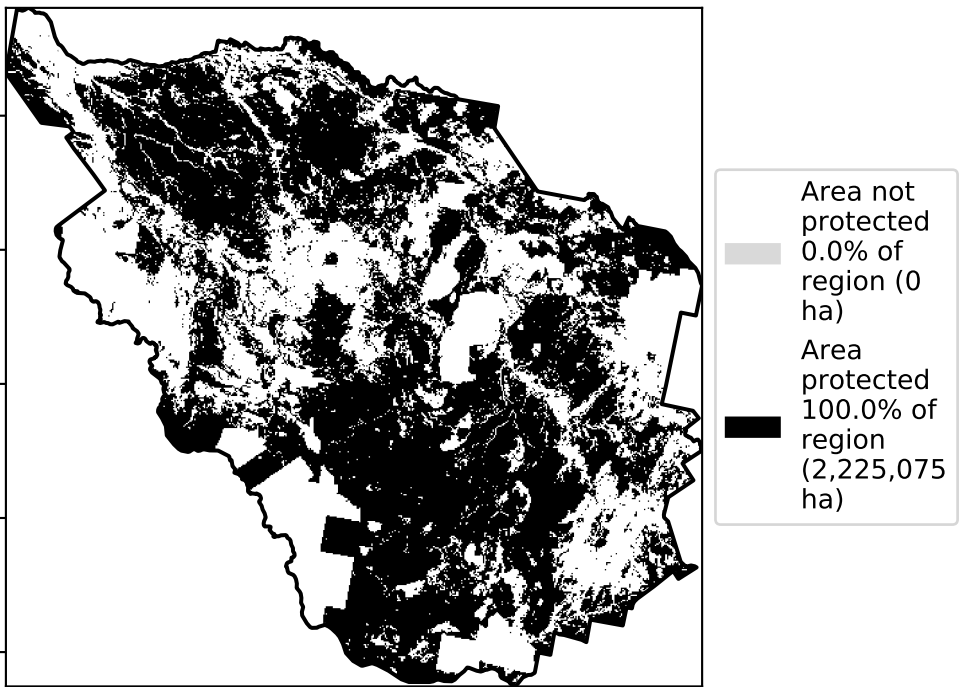 Area not
protected
0.0% of
region (0
ha)
Area
protected
100.0% of
region
(2,225,075
ha)